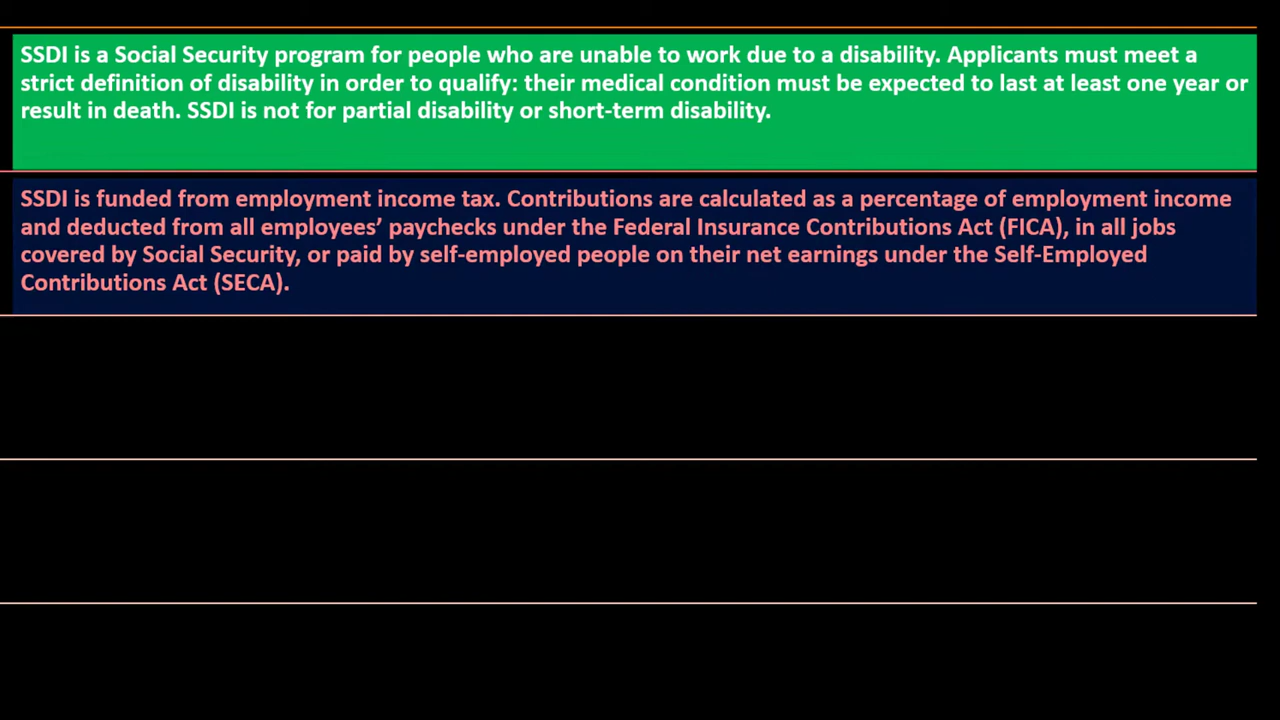 SSDI is a Social Security program for people who are unable to work due to a disability. Applicants must meet a
strict definition of disability in order to qualify: their medical condition must be expected to last at least one year or
result in death. SSDI is not for partial disability or short-term disability.
SSDI is funded from employment income tax. Contributions are calculated as a percentage of employment income
and deducted from all employees’ paychecks under the Federal Insurance Contributions Act (FICA), in all jobs
covered by Social Security, or paid by self-employed people on their net earnings under the Self-Employed
Contributions Act (SECA).